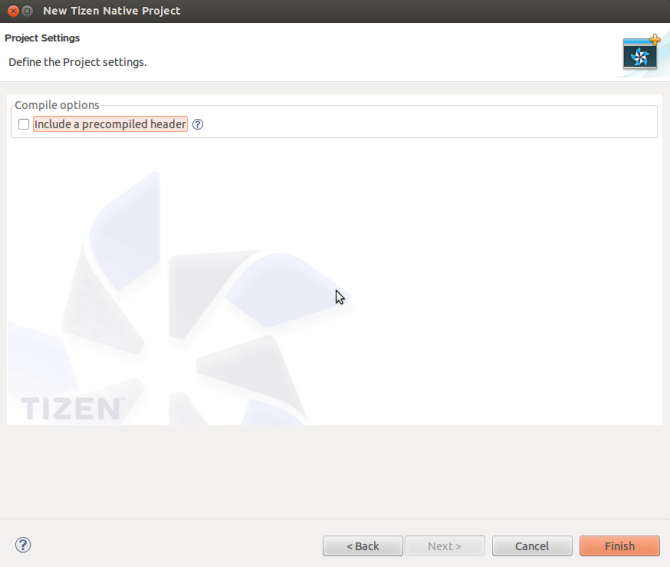 New Tizen Native Project
Project Settings
Define the Project settings.
Compile options
Include a precompiled header ?
TIZEN™
?
< Back Next > Cancel Finish